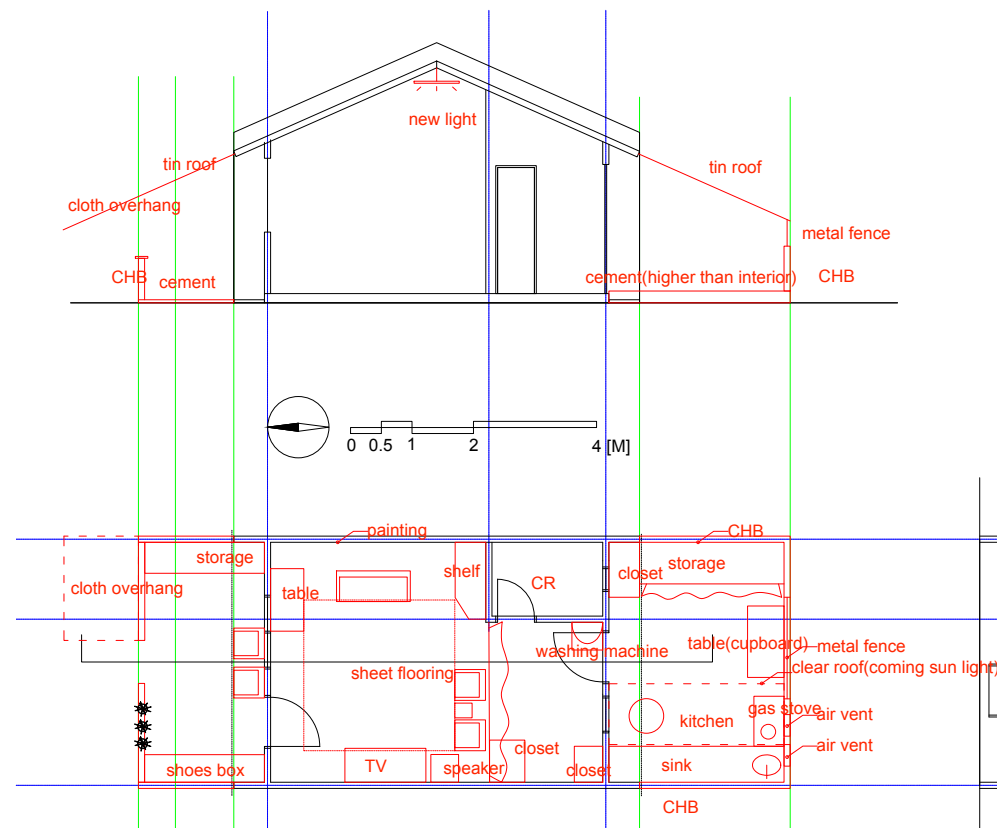 new light
tin roof
tin roof
cloth overhang
metal fence
CHB
cement
cement(higher than interior)
CHB
0 0.5 1 2 4 [M]
painting
CHB
storage
shelf
CR
closet
storage
cloth overhang
table
washing machine
table(cupboard)
metal fence
sheet flooring
clear roof(coming sun light)
gas stove
air vent
kitchen
closet
air vent
shoes box
TV
speaker
closet
sink
CHB